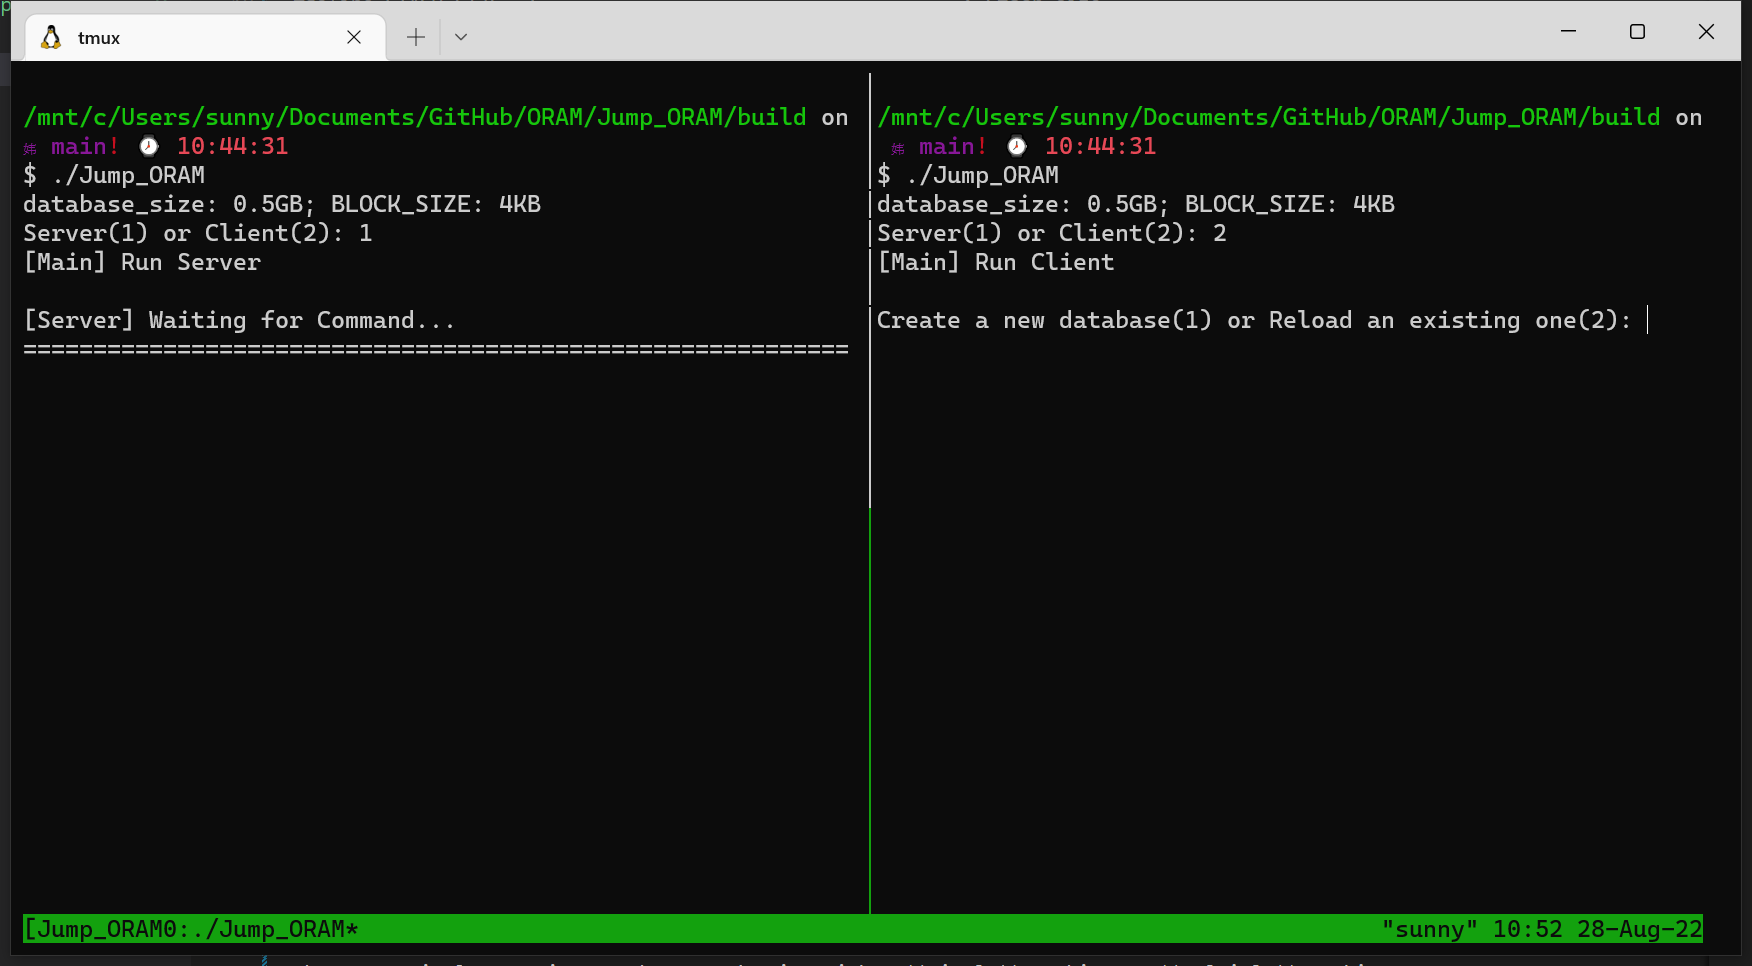 tmux
/mnt/c/Users/sunny/Documents/GitHub/ORAM/Jump_ORAM/build on
main! 10:44:31
$ ./Jump_ORAM
database_size: 0.5GB; BLOCK_SIZE: 4KB
Server(1) or Client(2): 1
[Main] Run Server
[Server] Waiting for Command...
===========================================================
/mnt/c/Users/sunny/Documents/GitHub/ORAM/Jump_ORAM/build on
main! 10:44:31
$ ./Jump_ORAM
database_size: 0.5GB; BLOCK_SIZE: 4KB
Server(1) or Client(2): 2
[Main] Run Client
Create a new database(1) or Reload an existing one(2):
[Jump_ORAM0:./Jump_ORAM* "sunny" 10:52 28-Aug-22